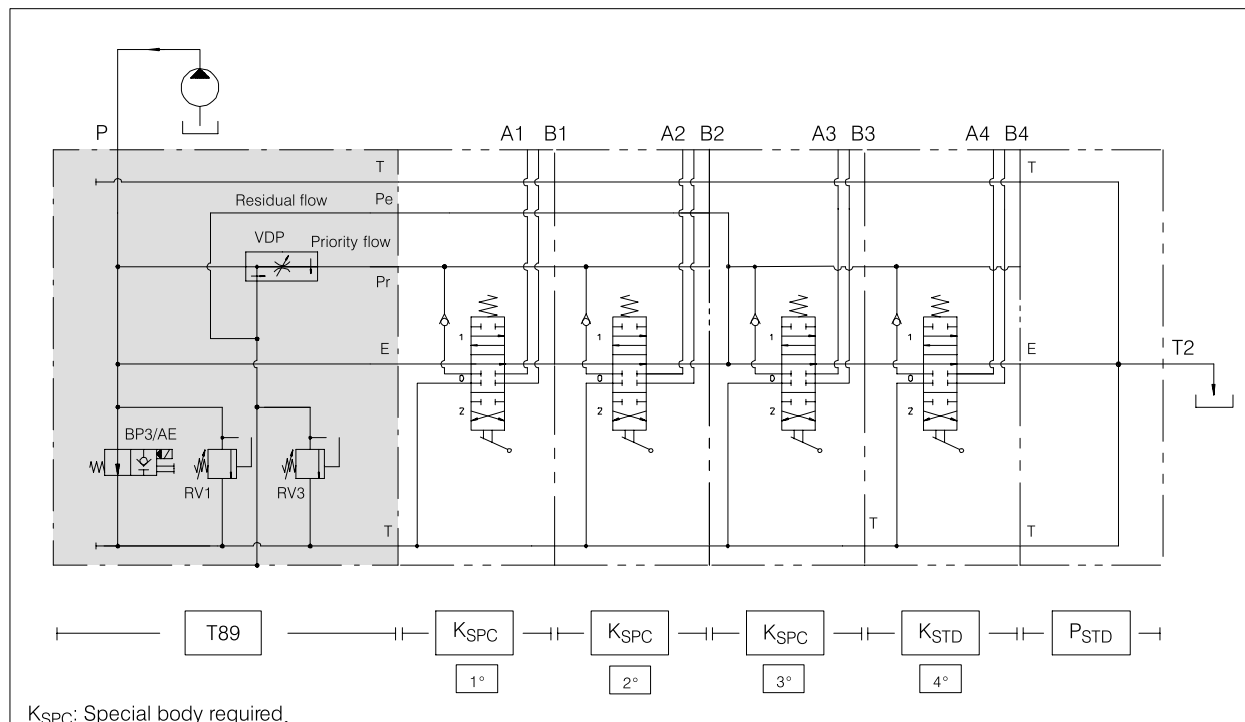 P
A1 B1
A2 B2
A3 B3
A4 B4
T
T
Residual flow
Pe
VDP
Priority flow
Pr
E
E
T2
1
0
2
1
0
2
1
0
2
1
0
2
BP3/AE
RV1
RV3
T
T
T
T89
KSPC
KSPC
KSPC
KSTD
PSTD
1°
2°
3°
4°
KSPC: Special body required.